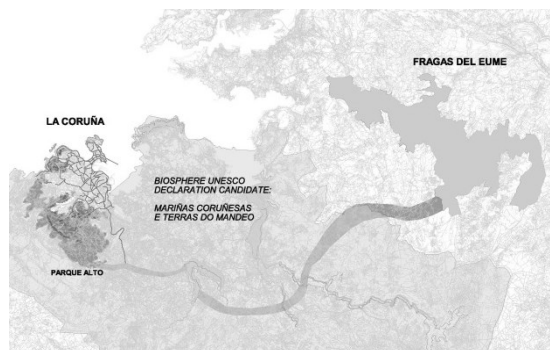 FRAGAS DEL EUME
LA CORUÑA
BIOSPHERE UNESCO
DECLARATION CANDIDATE:
MARIÑAS CORUÑESAS
E TERRAS DO MANDEO
PARQUE ALTO